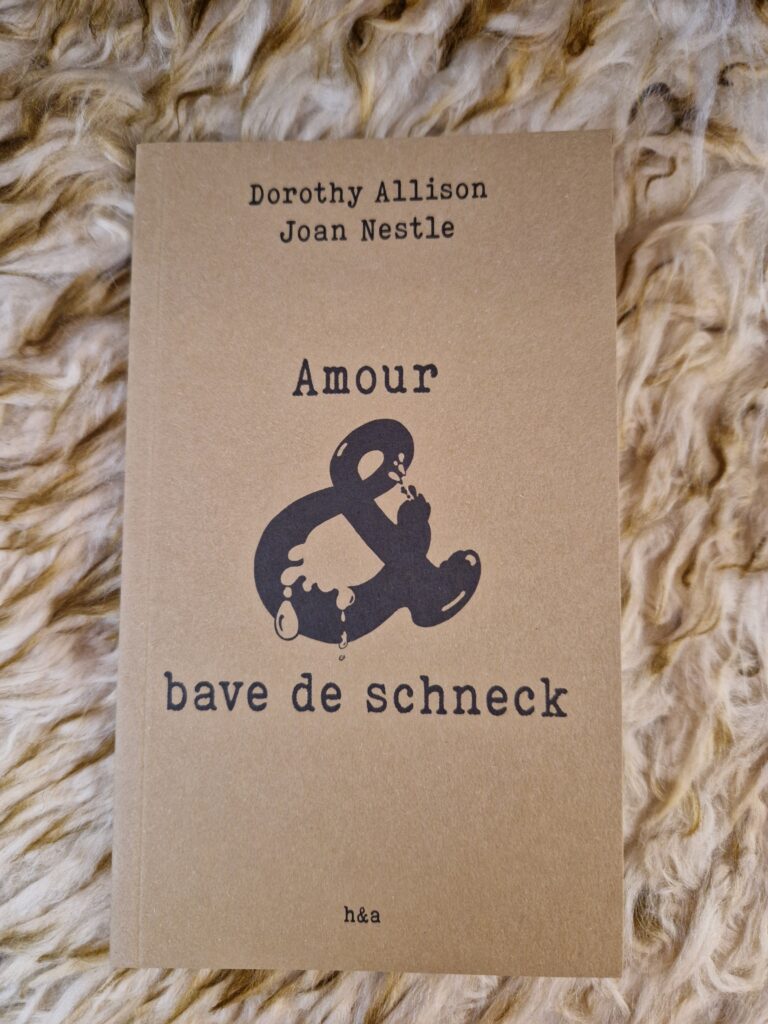 Dorothy Allison
Joan Nestle
Amour
&
bave de schneck
h&a